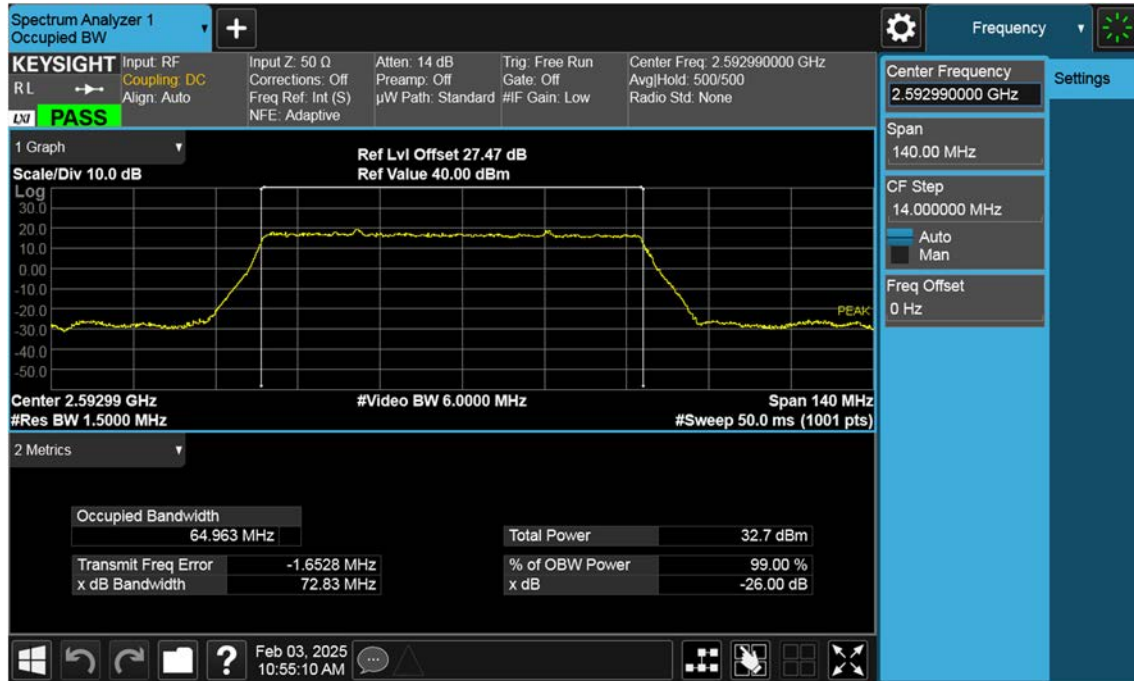 Spectrum Analyzer 1
Occupied BW
+
Frequency
KEYSIGHT
R L
LXI PASS
Input: RF
Coupling: DC
Align: Auto
Input Z: 50 Ω
Corrections: Off
Freq Ref: Int (S)
NFE: Adaptive
Atten: 14 dB
Preamp: Off
µW Path: Standard
Trig: Free Run
Gate: Off
#IF Gain: Low
Center Freq: 2.592990000 GHz
Avg|Hold: 500/500
Radio Std: None
Center Frequency
2.592990000 GHz
Settings
Span
140.00 MHz
CF Step
14.000000 MHz
Auto
Man
Freq Offset
0 Hz
1 Graph
Scale/Div 10.0 dB
Ref Lvl Offset 27.47 dB
Ref Value 40.00 dBm
Log
30.0
20.0
10.0
0.00
-10.0
-20.0
-30.0
-40.0
-50.0
PEAK
Center 2.59299 GHz
#Video BW 6.0000 MHz
Span 140 MHz
#Res BW 1.5000 MHz
#Sweep 50.0 ms (1001 pts)
2 Metrics
Occupied Bandwidth
64.963 MHz
Total Power 32.7 dBm
Transmit Freq Error -1.6528 MHz
% of OBW Power 99.00 %
x dB Bandwidth 72.83 MHz
x dB -26.00 dB
?
Feb 03, 2025
10:55:10 AM